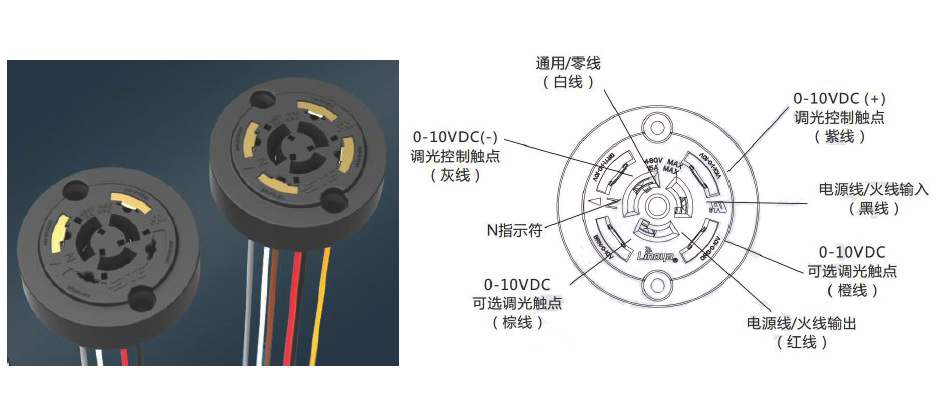 通用/零线
（白线）
0-10VDC(-)
调光控制触点
（灰线）
0-10VDC (+)
调光控制触点
（紫线）
480V MAX
15A MAX
电源线/火线输入
（黑线）
N指示符
N
Linoya®
0-10VDC
可选调光触点
（橙线）
0-10VDC
可选调光触点
（棕线）
电源线/火线输出
（红线）